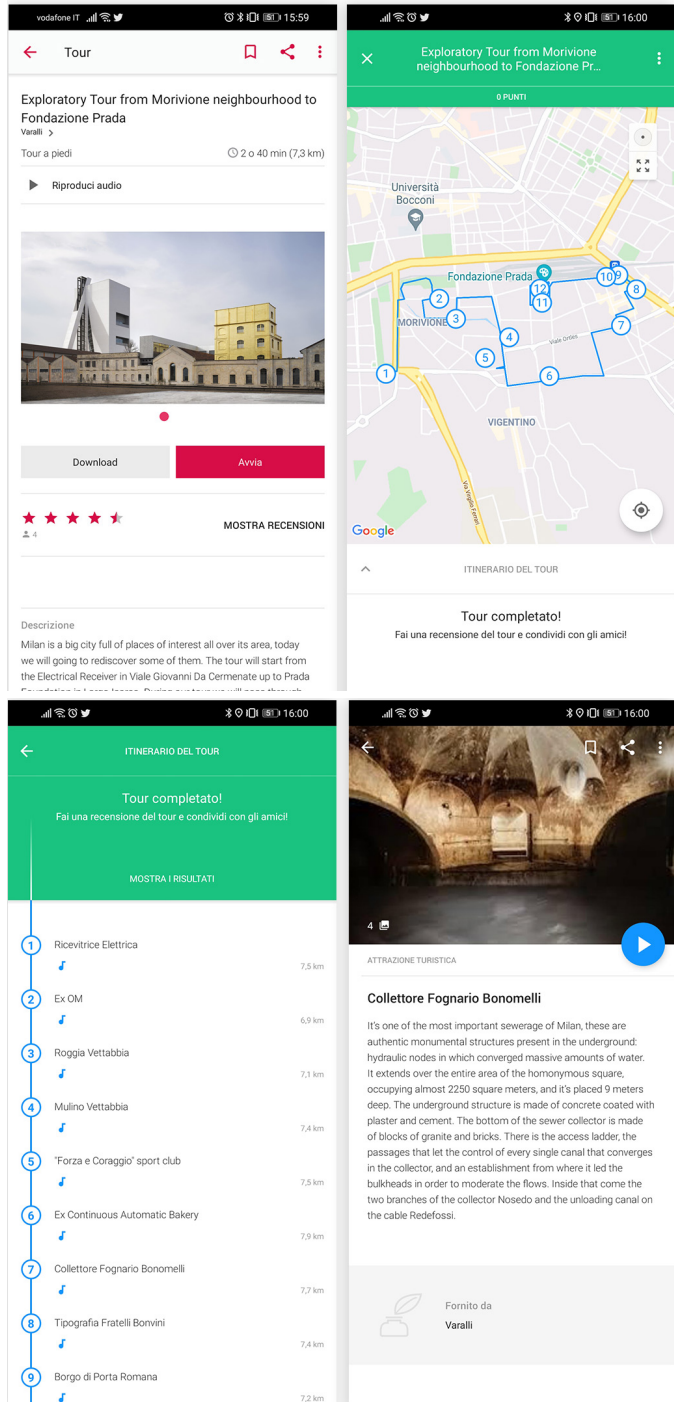 vodafone IT
51 15:59
Tour
Exploratory Tour from Morivione neighbourhood to
Fondazione Prada
Varalli
Tour a piedi
2 o 40 min (7,3 km)
Riproduci audio
Download
Avvia
4
MOSTRA RECENSIONI
Descrizione
Milan is a big city full of places of interest all over its area, today
we will going to rediscover some of them. The tour will start from
the Electrical Receiver in Viale Giovanni Da Cermenate up to Prada
51 16:00
Exploratory Tour from Morivione
neighbourhood to Fondazione Pr...
0 PUNTI
Università
Bocconi
Fondazione Prada
12
10
9
11
8
2
MORIVIONE
3
7
4
Viale Ortles
5
1
6
VIGENTINO
Via Virgilio Ferrari
Google
ITINERARIO DEL TOUR
Tour completato!
Fai una recensione del tour e condividi con gli amici!
51 16:00
ITINERARIO DEL TOUR
Tour completato!
Fai una recensione del tour e condividi con gli amici!
MOSTRA I RISULTATI
1 Ricevitrice Elettrica
7,5 km
2 Ex OM
6,9 km
3 Roggia Vettabbia
7,1 km
4 Mulino Vettabbia
7,4 km
5 "Forza e Coraggio" sport club
7,5 km
6 Ex Continuous Automatic Bakery
7,9 km
7 Collettore Fognario Bonomelli
7,7 km
8 Tipografia Fratelli Bonvini
7,4 km
9 Borgo di Porta Romana
7,2 km
51 16:00
4
ATTRAZIONE TURISTICA
Collettore Fognario Bonomelli
It's one of the most important sewerage of Milan, these are
authentic monumental structures present in the underground:
hydraulic nodes in which converged massive amounts of water.
It extends over the entire area of the homonymous square,
occupying almost 2250 square meters, and it's placed 9 meters
deep. The underground structure is made of concrete coated with
plaster and cement. The bottom of the sewer collector is made
of blocks of granite and bricks. There is the access ladder, the
passages that let the control of every single canal that converges
in the collector, and an establishment from where it led the
bulkheads in order to moderate the flows. Inside that come the
two branches of the collector Nosedo and the unloading canal on
the cable Redefossi.
Fornito da
Varalli